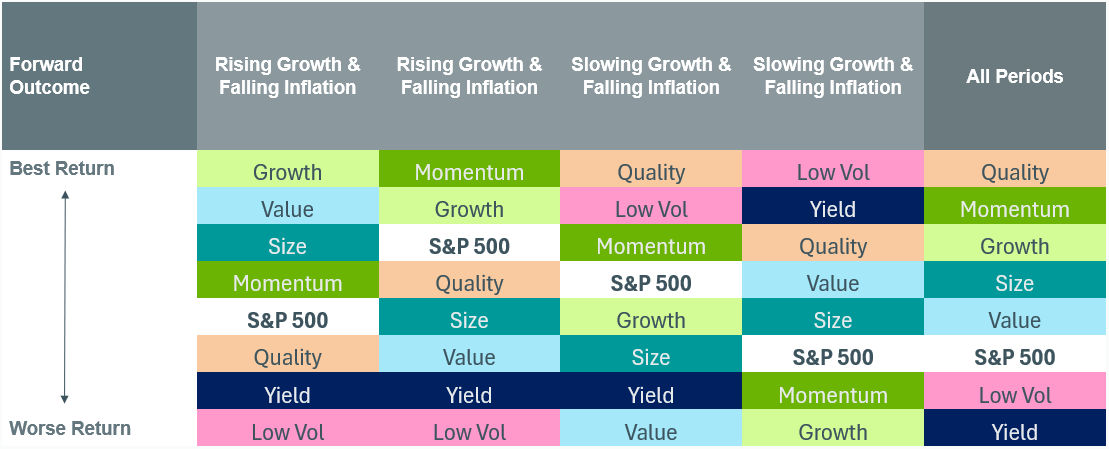 Forward
Outcome
Rising Growth &
Falling Inflation
Rising Growth &
Falling Inflation
Slowing Growth &
Falling Inflation
Slowing Growth &
Falling Inflation
All Periods
Best Return
Growth
Momentum
Quality
Low Vol
Quality
Value
Growth
Low Vol
Yield
Momentum
Size
S&P 500
Momentum
Quality
Growth
Momentum
Quality
S&P 500
Value
Size
S&P 500
Size
Growth
Size
Value
Quality
Value
Size
S&P 500
S&P 500
Yield
Yield
Yield
Momentum
Low Vol
Worse Return
Low Vol
Low Vol
Value
Growth
Yield